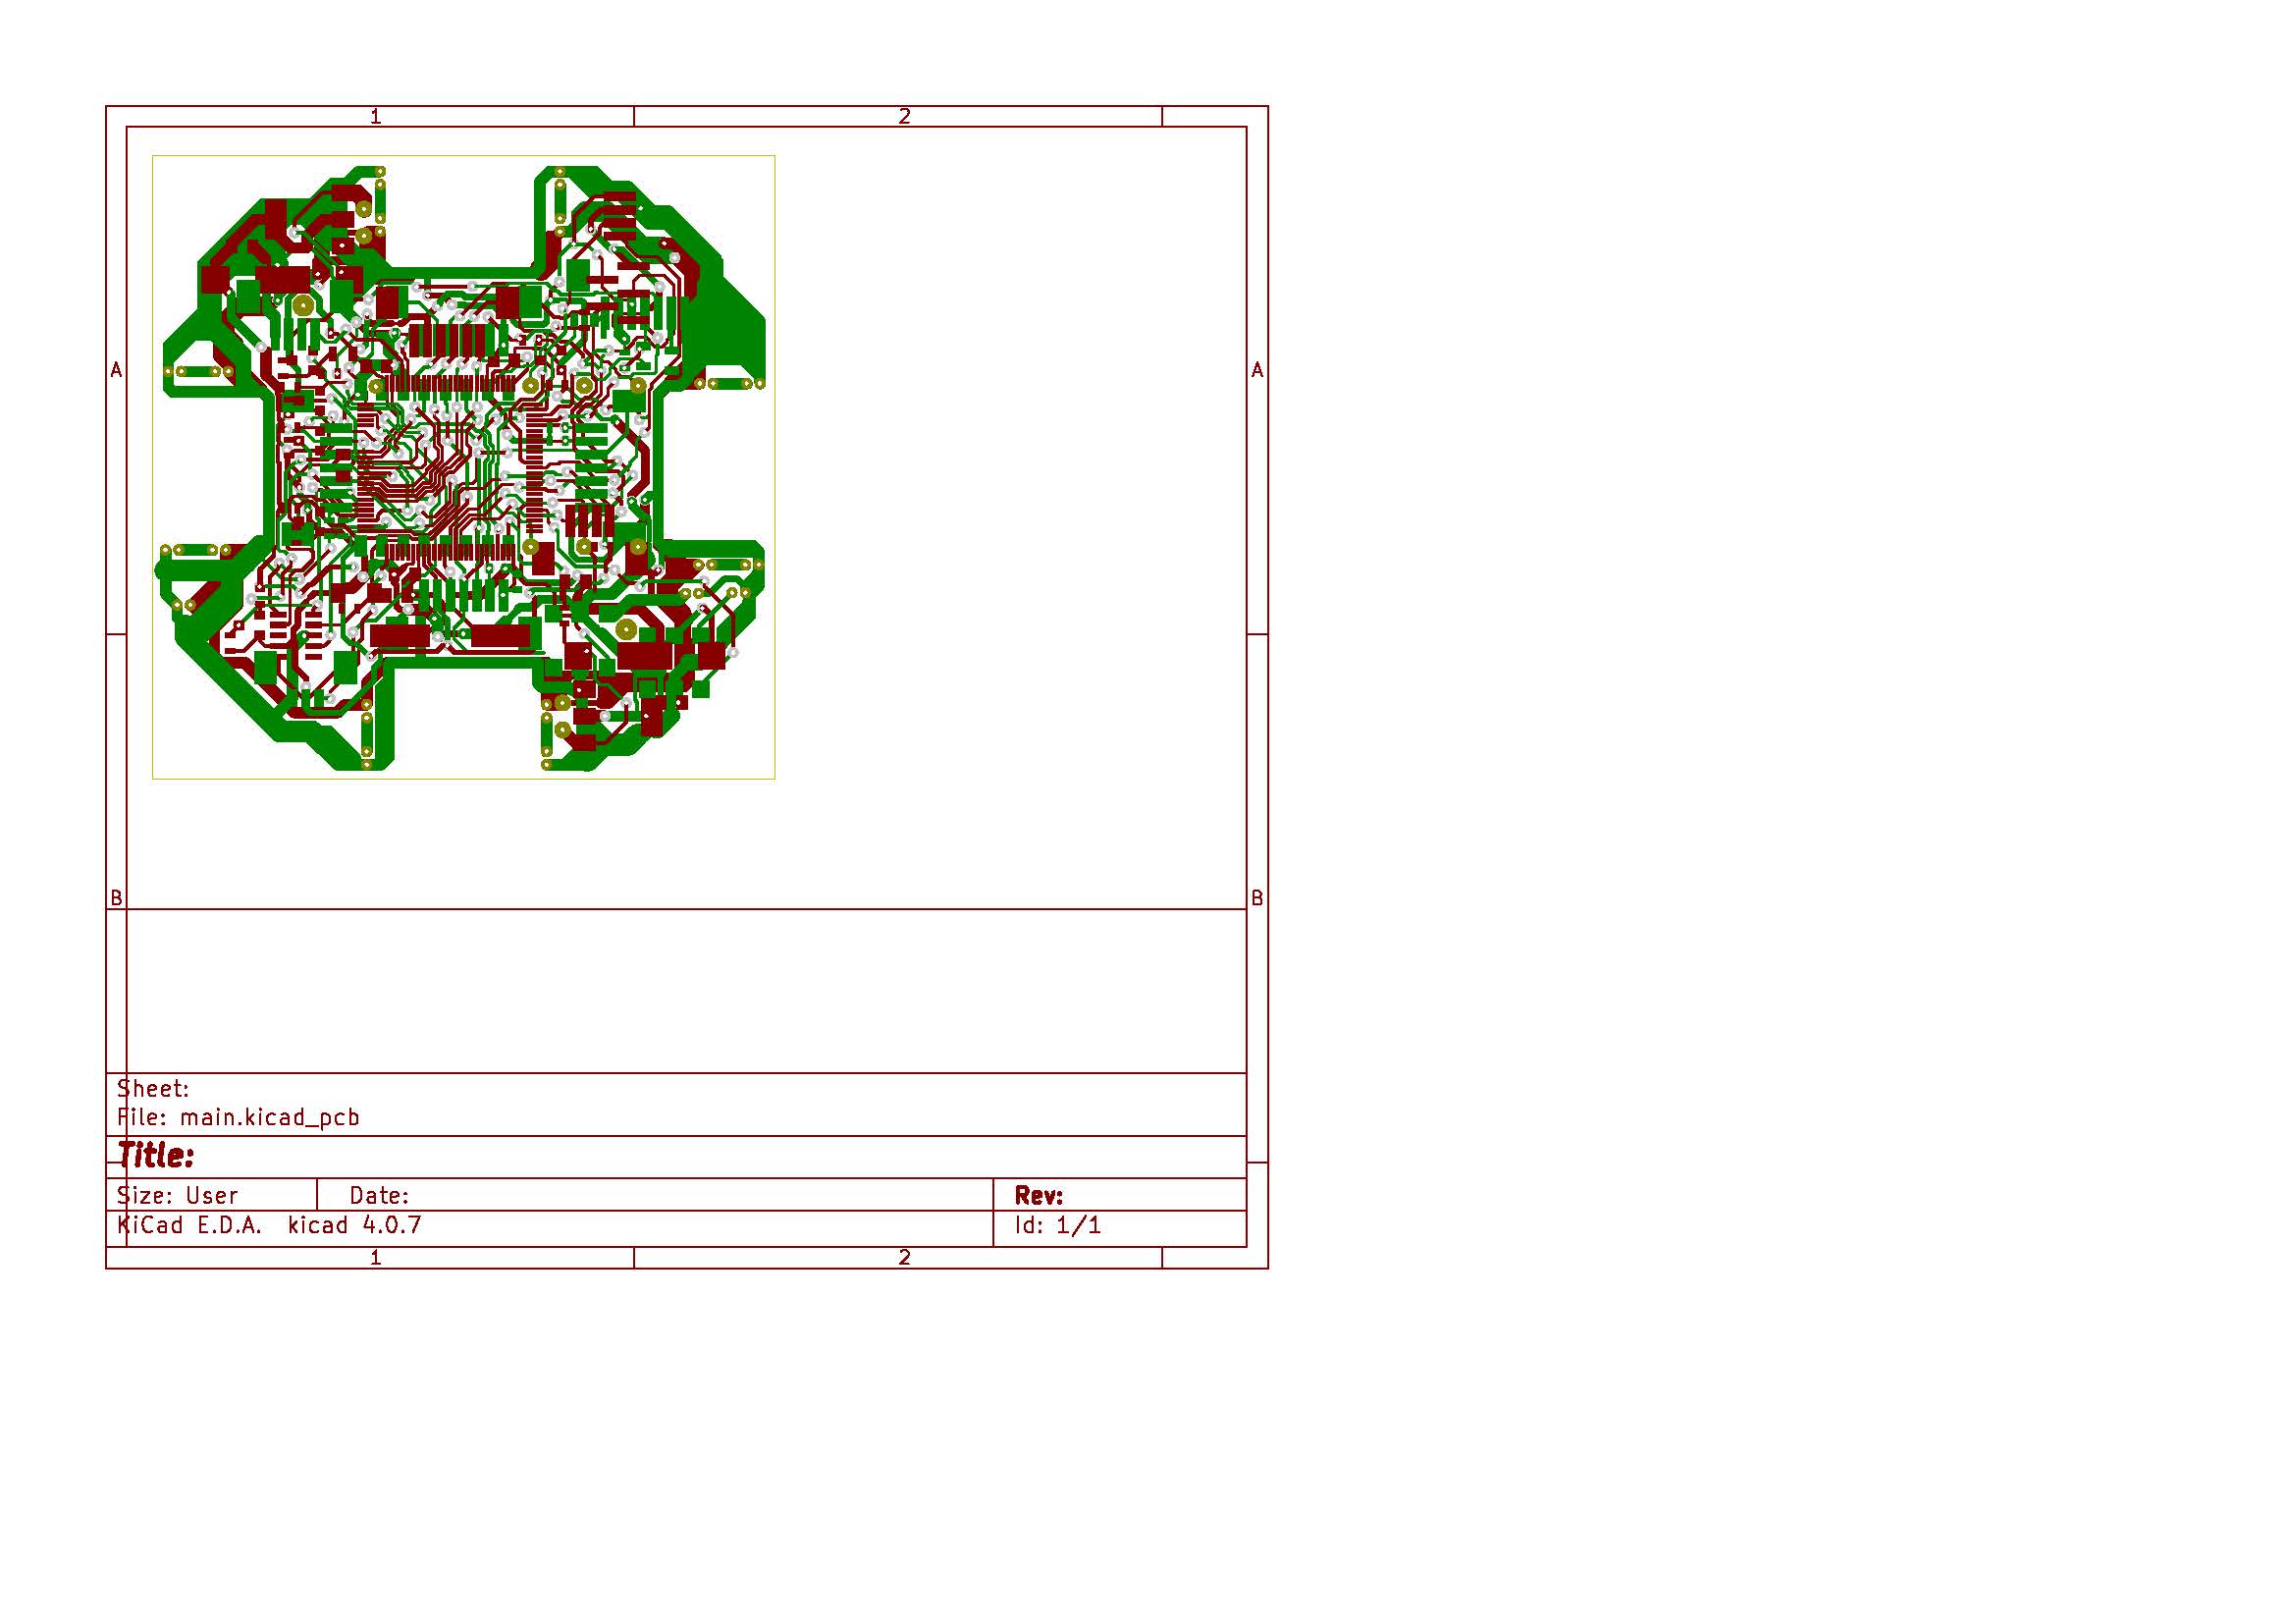 1 2
A A
B B
Sheet:
File: main.kicad_pcb
Title:
Size: User Date: Rev:
KiCad E.D.A. kicad 4.0.7 Id: 1/1
1 2